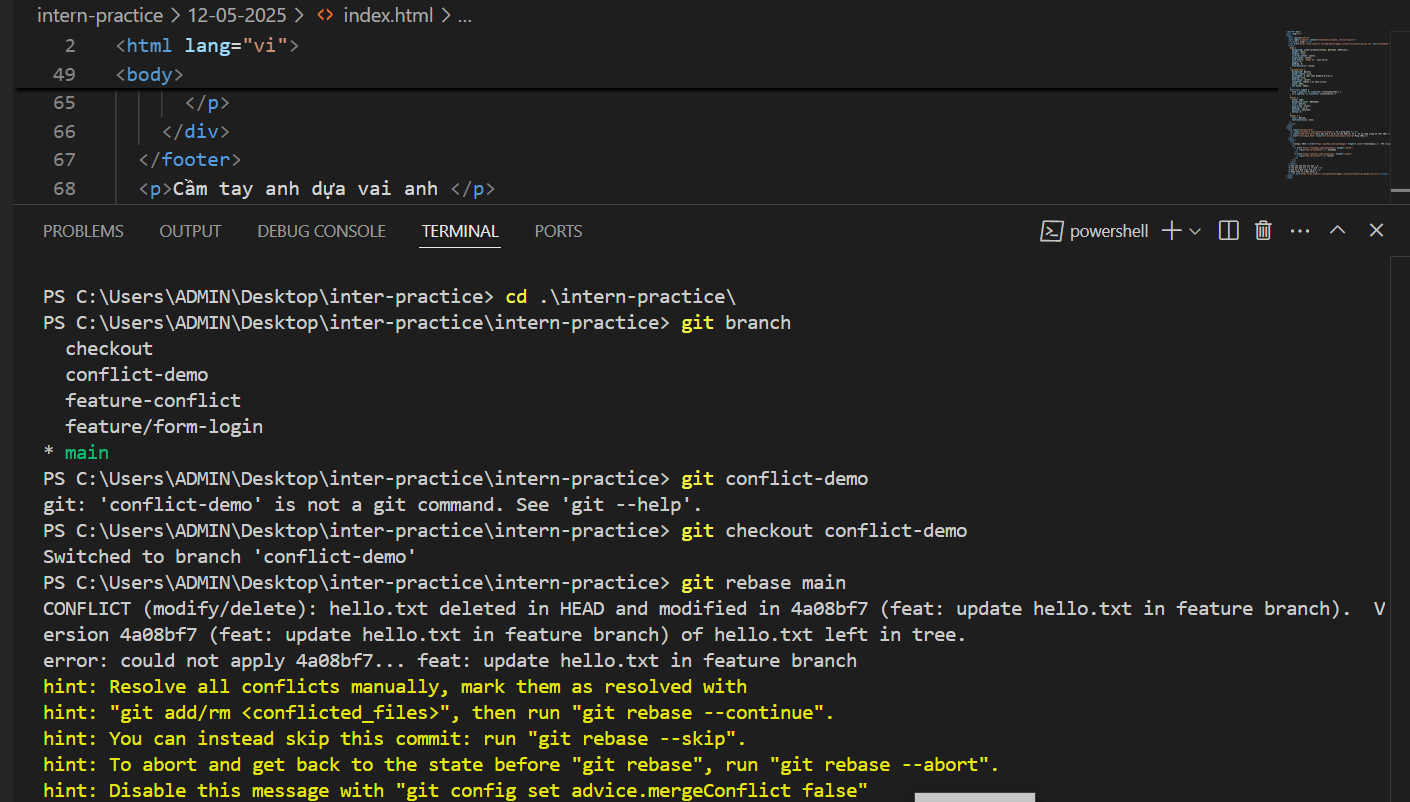 intern-practice > 12-05-2025 > <> index.html > ...
2 <html lang="vi">
49 <body>
65 </p>
66 </div>
67 </footer>
68 <p>Cầm tay anh dựa vai anh </p>
PROBLEMS OUTPUT DEBUG CONSOLE TERMINAL PORTS powershell
PS C:\Users\ADMIN\Desktop\inter-practice> cd .\intern-practice\
PS C:\Users\ADMIN\Desktop\inter-practice\intern-practice> git branch
checkout
conflict-demo
feature-conflict
feature/form-login
* main
PS C:\Users\ADMIN\Desktop\inter-practice\intern-practice> git conflict-demo
git: 'conflict-demo' is not a git command. See 'git --help'.
PS C:\Users\ADMIN\Desktop\inter-practice\intern-practice> git checkout conflict-demo
Switched to branch 'conflict-demo'
PS C:\Users\ADMIN\Desktop\inter-practice\intern-practice> git rebase main
CONFLICT (modify/delete): hello.txt deleted in HEAD and modified in 4a08bf7 (feat: update hello.txt in feature branch).  V
ersion 4a08bf7 (feat: update hello.txt in feature branch) of hello.txt left in tree.
error: could not apply 4a08bf7... feat: update hello.txt in feature branch
hint: Resolve all conflicts manually, mark them as resolved with
hint: "git add/rm <conflicted_files>", then run "git rebase --continue".
hint: You can instead skip this commit: run "git rebase --skip".
hint: To abort and get back to the state before "git rebase", run "git rebase --abort".
hint: Disable this message with "git config set advice.mergeConflict false"